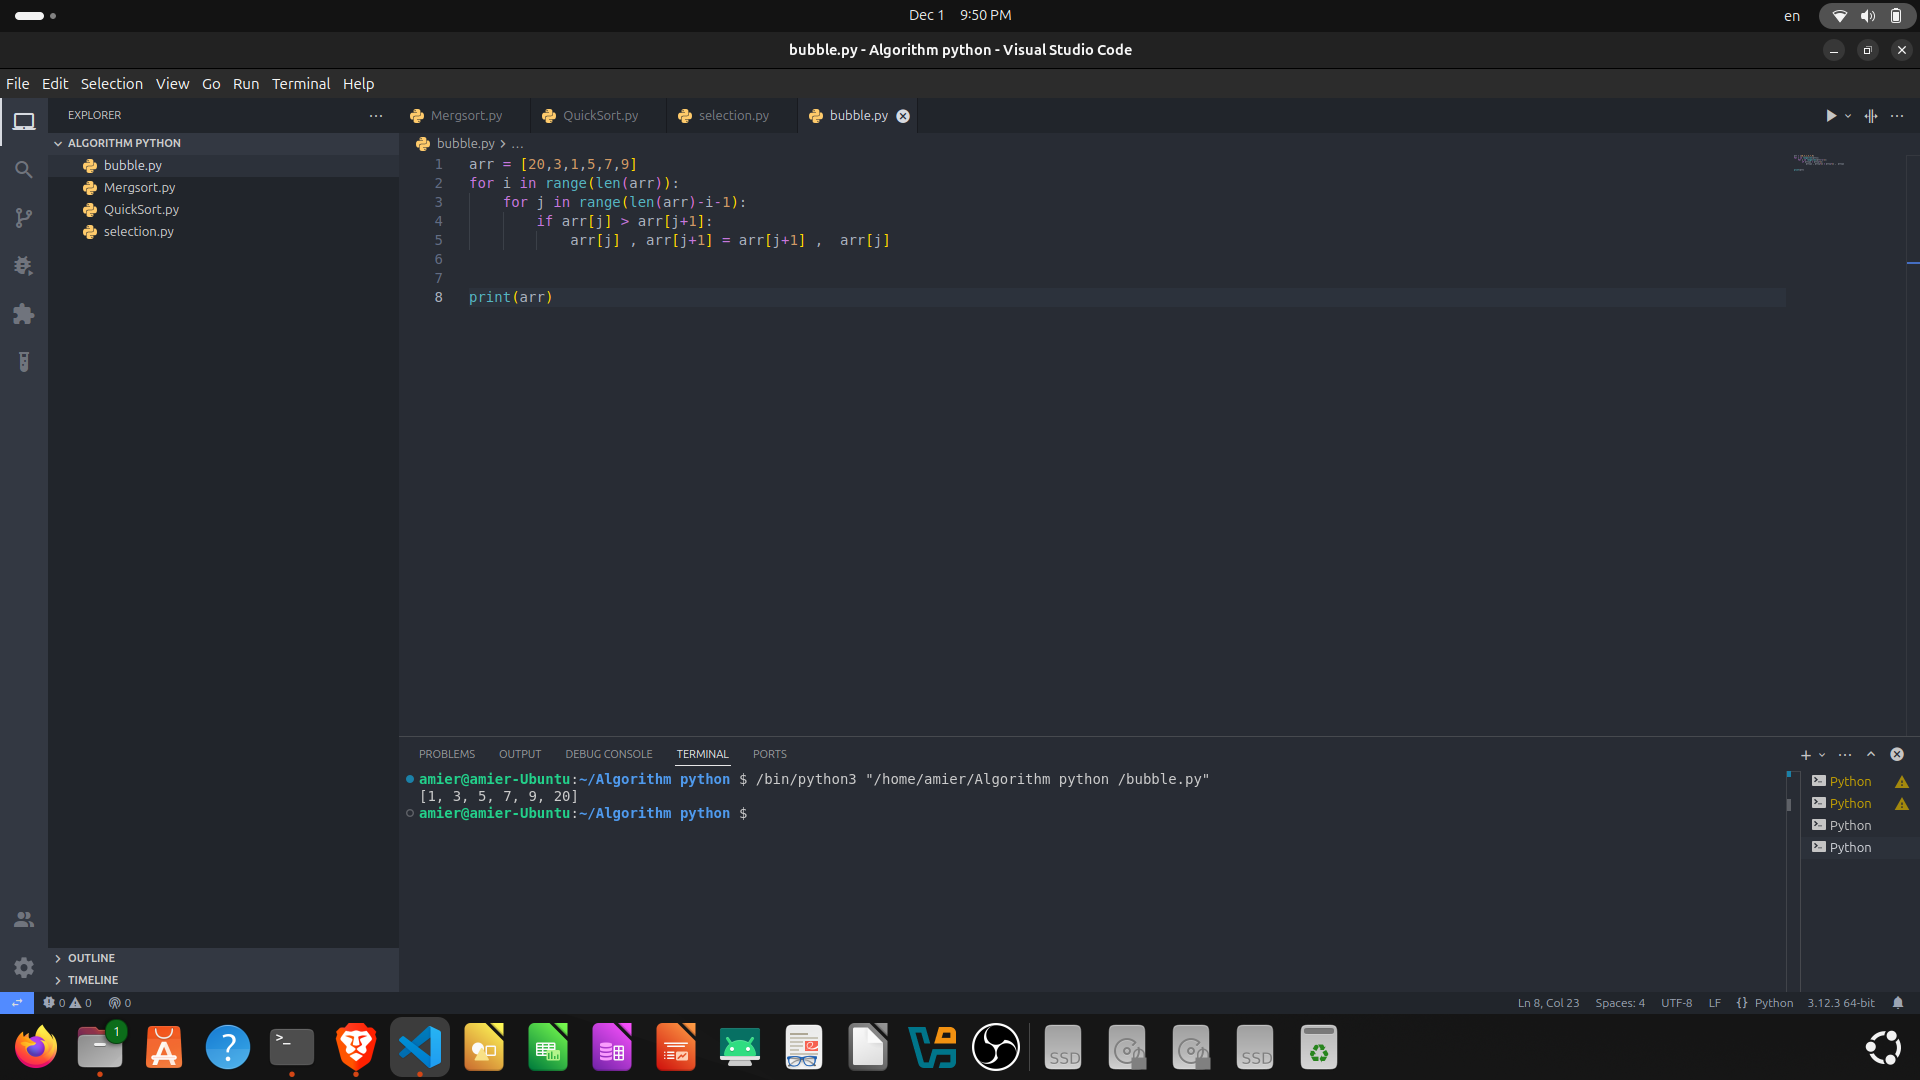 Dec 1 9:50 PM
en
bubble.py - Algorithm python - Visual Studio Code
File Edit Selection View Go Run Terminal Help
EXPLORER
ALGORITHM PYTHON
bubble.py
Mergsort.py
QuickSort.py
selection.py
OUTLINE
TIMELINE
Mergsort.py QuickSort.py selection.py bubble.py
bubble.py > ...
1 arr = [20,3,1,5,7,9]
2 for i in range(len(arr)):
3 for j in range(len(arr)-i-1):
4 if arr[j] > arr[j+1]:
5 arr[j] , arr[j+1] = arr[j+1] ,  arr[j]
6
7
8 print(arr)
PROBLEMS OUTPUT DEBUG CONSOLE TERMINAL PORTS
amier@amier-Ubuntu:~/Algorithm python $ /bin/python3 "/home/amier/Algorithm python /bubble.py"
[1, 3, 5, 7, 9, 20]
amier@amier-Ubuntu:~/Algorithm python $
Python
Python
Python
Python
0 0 0
Ln 8, Col 23 Spaces: 4 UTF-8 LF {} Python 3.12.3 64-bit
1
SSD
SSD